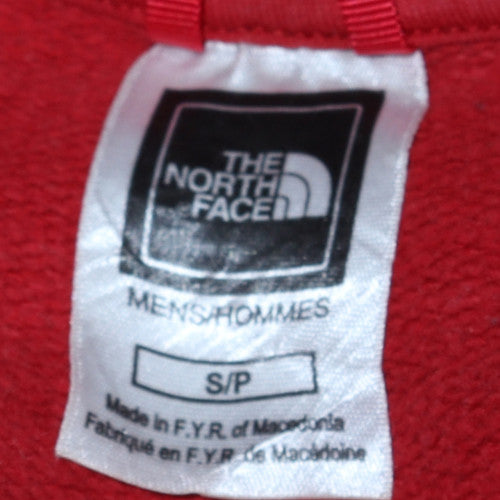 THE
NORTH
FACE
MENS/HOMMES
S/P
Made in F.Y.R. of Macedonia
Fabriqué en F.Y.R. de Macédoine